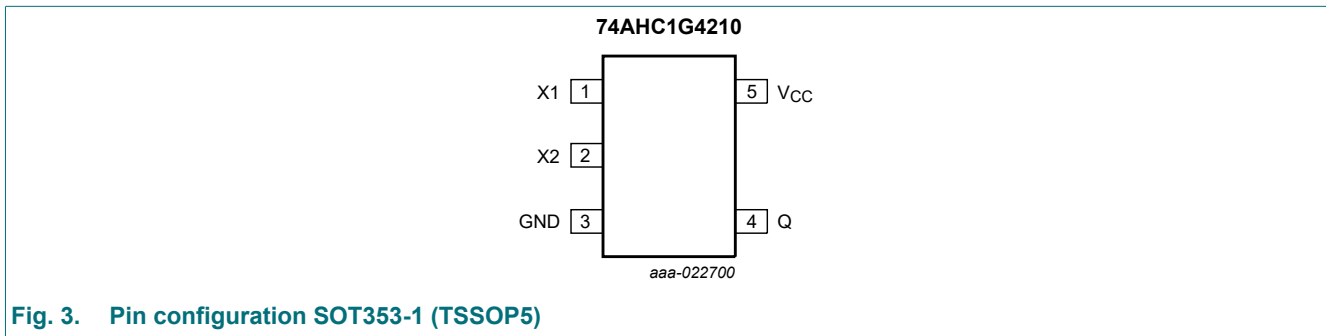 74AHC1G4210
X1 1
5 VCC
X2 2
GND 3
4 Q
aaa-022700
Fig. 3. Pin configuration SOT353-1 (TSSOP5)